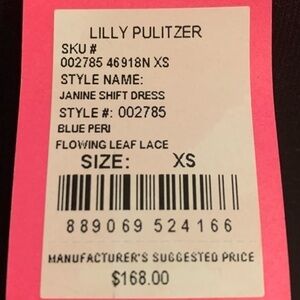 LILLY PULITZER
SKU #
002785 46918N XS
STYLE NAME:
JANINE SHIFT DRESS
STYLE #: 002785
BLUE PERI
FLOWING LEAF LACE
SIZE: XS
889069 524166
MANUFACTURER'S SUGGESTED PRICE
$168.00